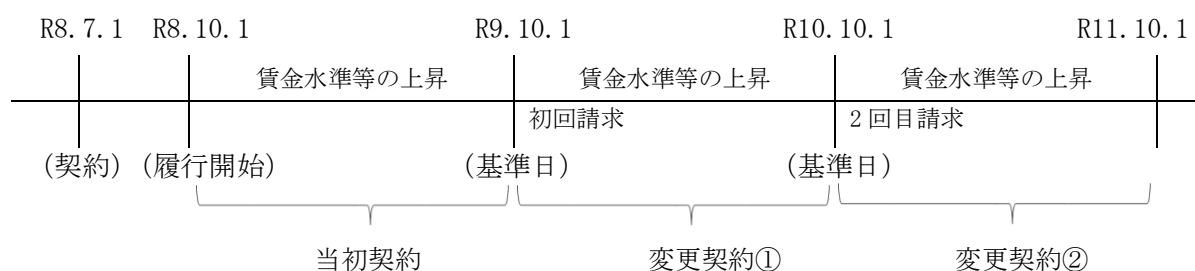 R8.7.1 R8.10.1 R9.10.1 R10.10.1 R11.10.1
賃金水準等の上昇 賃金水準等の上昇 賃金水準等の上昇
初回請求 2回目請求
(契約) (履行開始) (基準日) (基準日)
当初契約 変更契約① 変更契約②